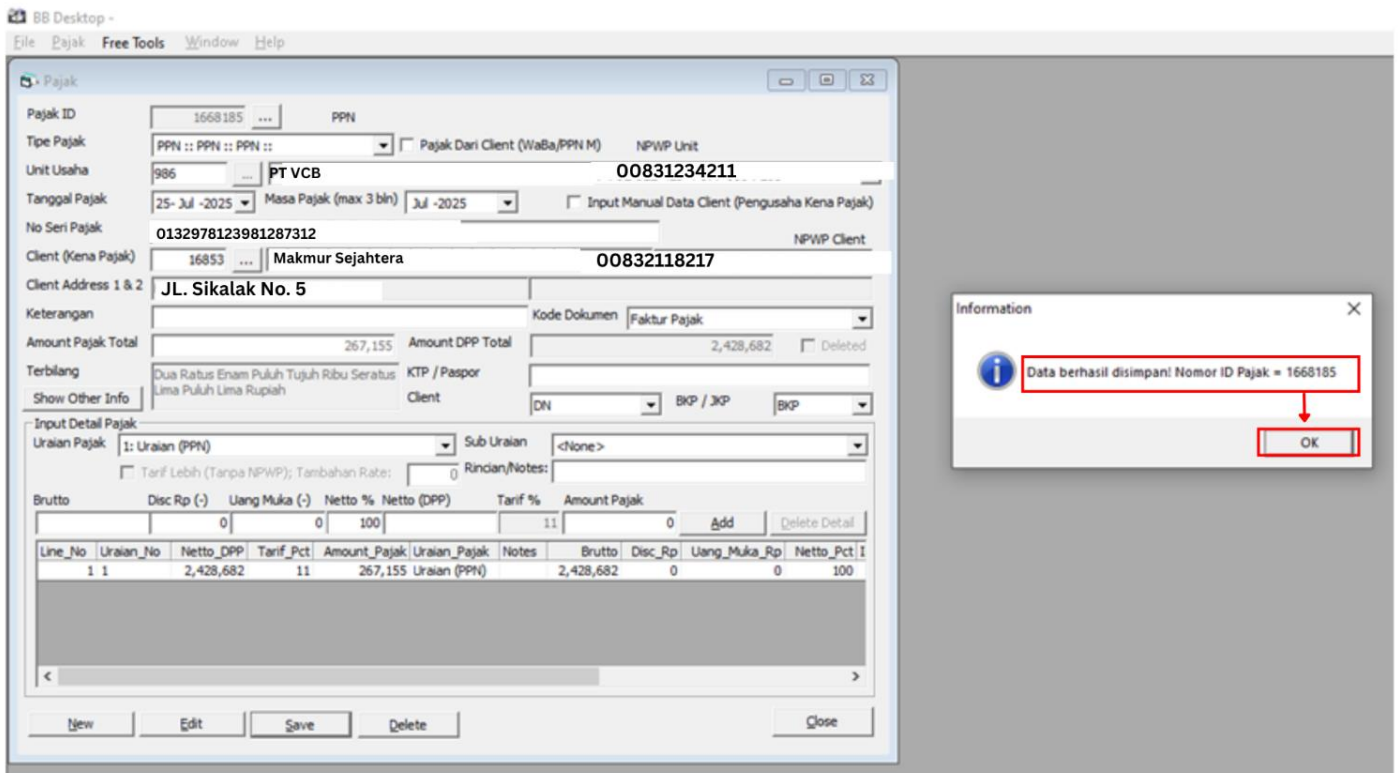 BB Desktop -
File Pajak Free Tools Window Help
Pajak
Pajak ID 1668185 ... PPN
Tipe Pajak PPN :: PPN :: PPN :: Pajak Dari Client (WaBa/PPN M) NPWP Unit
Unit Usaha 986 ... PT VCB 00831234211
Tanggal Pajak 25- Jul -2025 Masa Pajak (max 3 bln) Jul -2025 Input Manual Data Client (Pengusaha Kena Pajak)
No Seri Pajak 0132978123981287312 NPWP Client
Client (Kena Pajak) 16853 ... Makmur Sejahtera 00832118217
Client Address 1 & 2 JL. Sikalak No. 5
Keterangan Kode Dokumen Faktur Pajak
Amount Pajak Total 267,155 Amount DPP Total 2,428,682 Deleted
Terbilang Dua Ratus Enam Puluh Tujuh Ribu Seratus KTP / Paspor
Lima Puluh Lima Rupiah
Show Other Info Client DN BKP / JKP BKP
Input Detail Pajak
Uraian Pajak 1: Uraian (PPN) Sub Uraian <None>
Tarif Lebih (Tanpa NPWP); Tambahan Rate: 0 Rincian/Notes:
Brutto Disc Rp (-) Uang Muka (-) Netto % Netto (DPP) Tarif % Amount Pajak
0 0 100 11 0 Add Delete Detail
Line_No Uraian_No Netto_DPP Tarif_Pct Amount_Pajak Uraian_Pajak Notes Brutto Disc_Rp Uang_Muka_Rp Netto_Pct I
1 1 2,428,682 11 267,155 Uraian (PPN) 2,428,682 0 0 100
New Edit Save Delete Close
Information
Data berhasil disimpan! Nomor ID Pajak = 1668185
OK